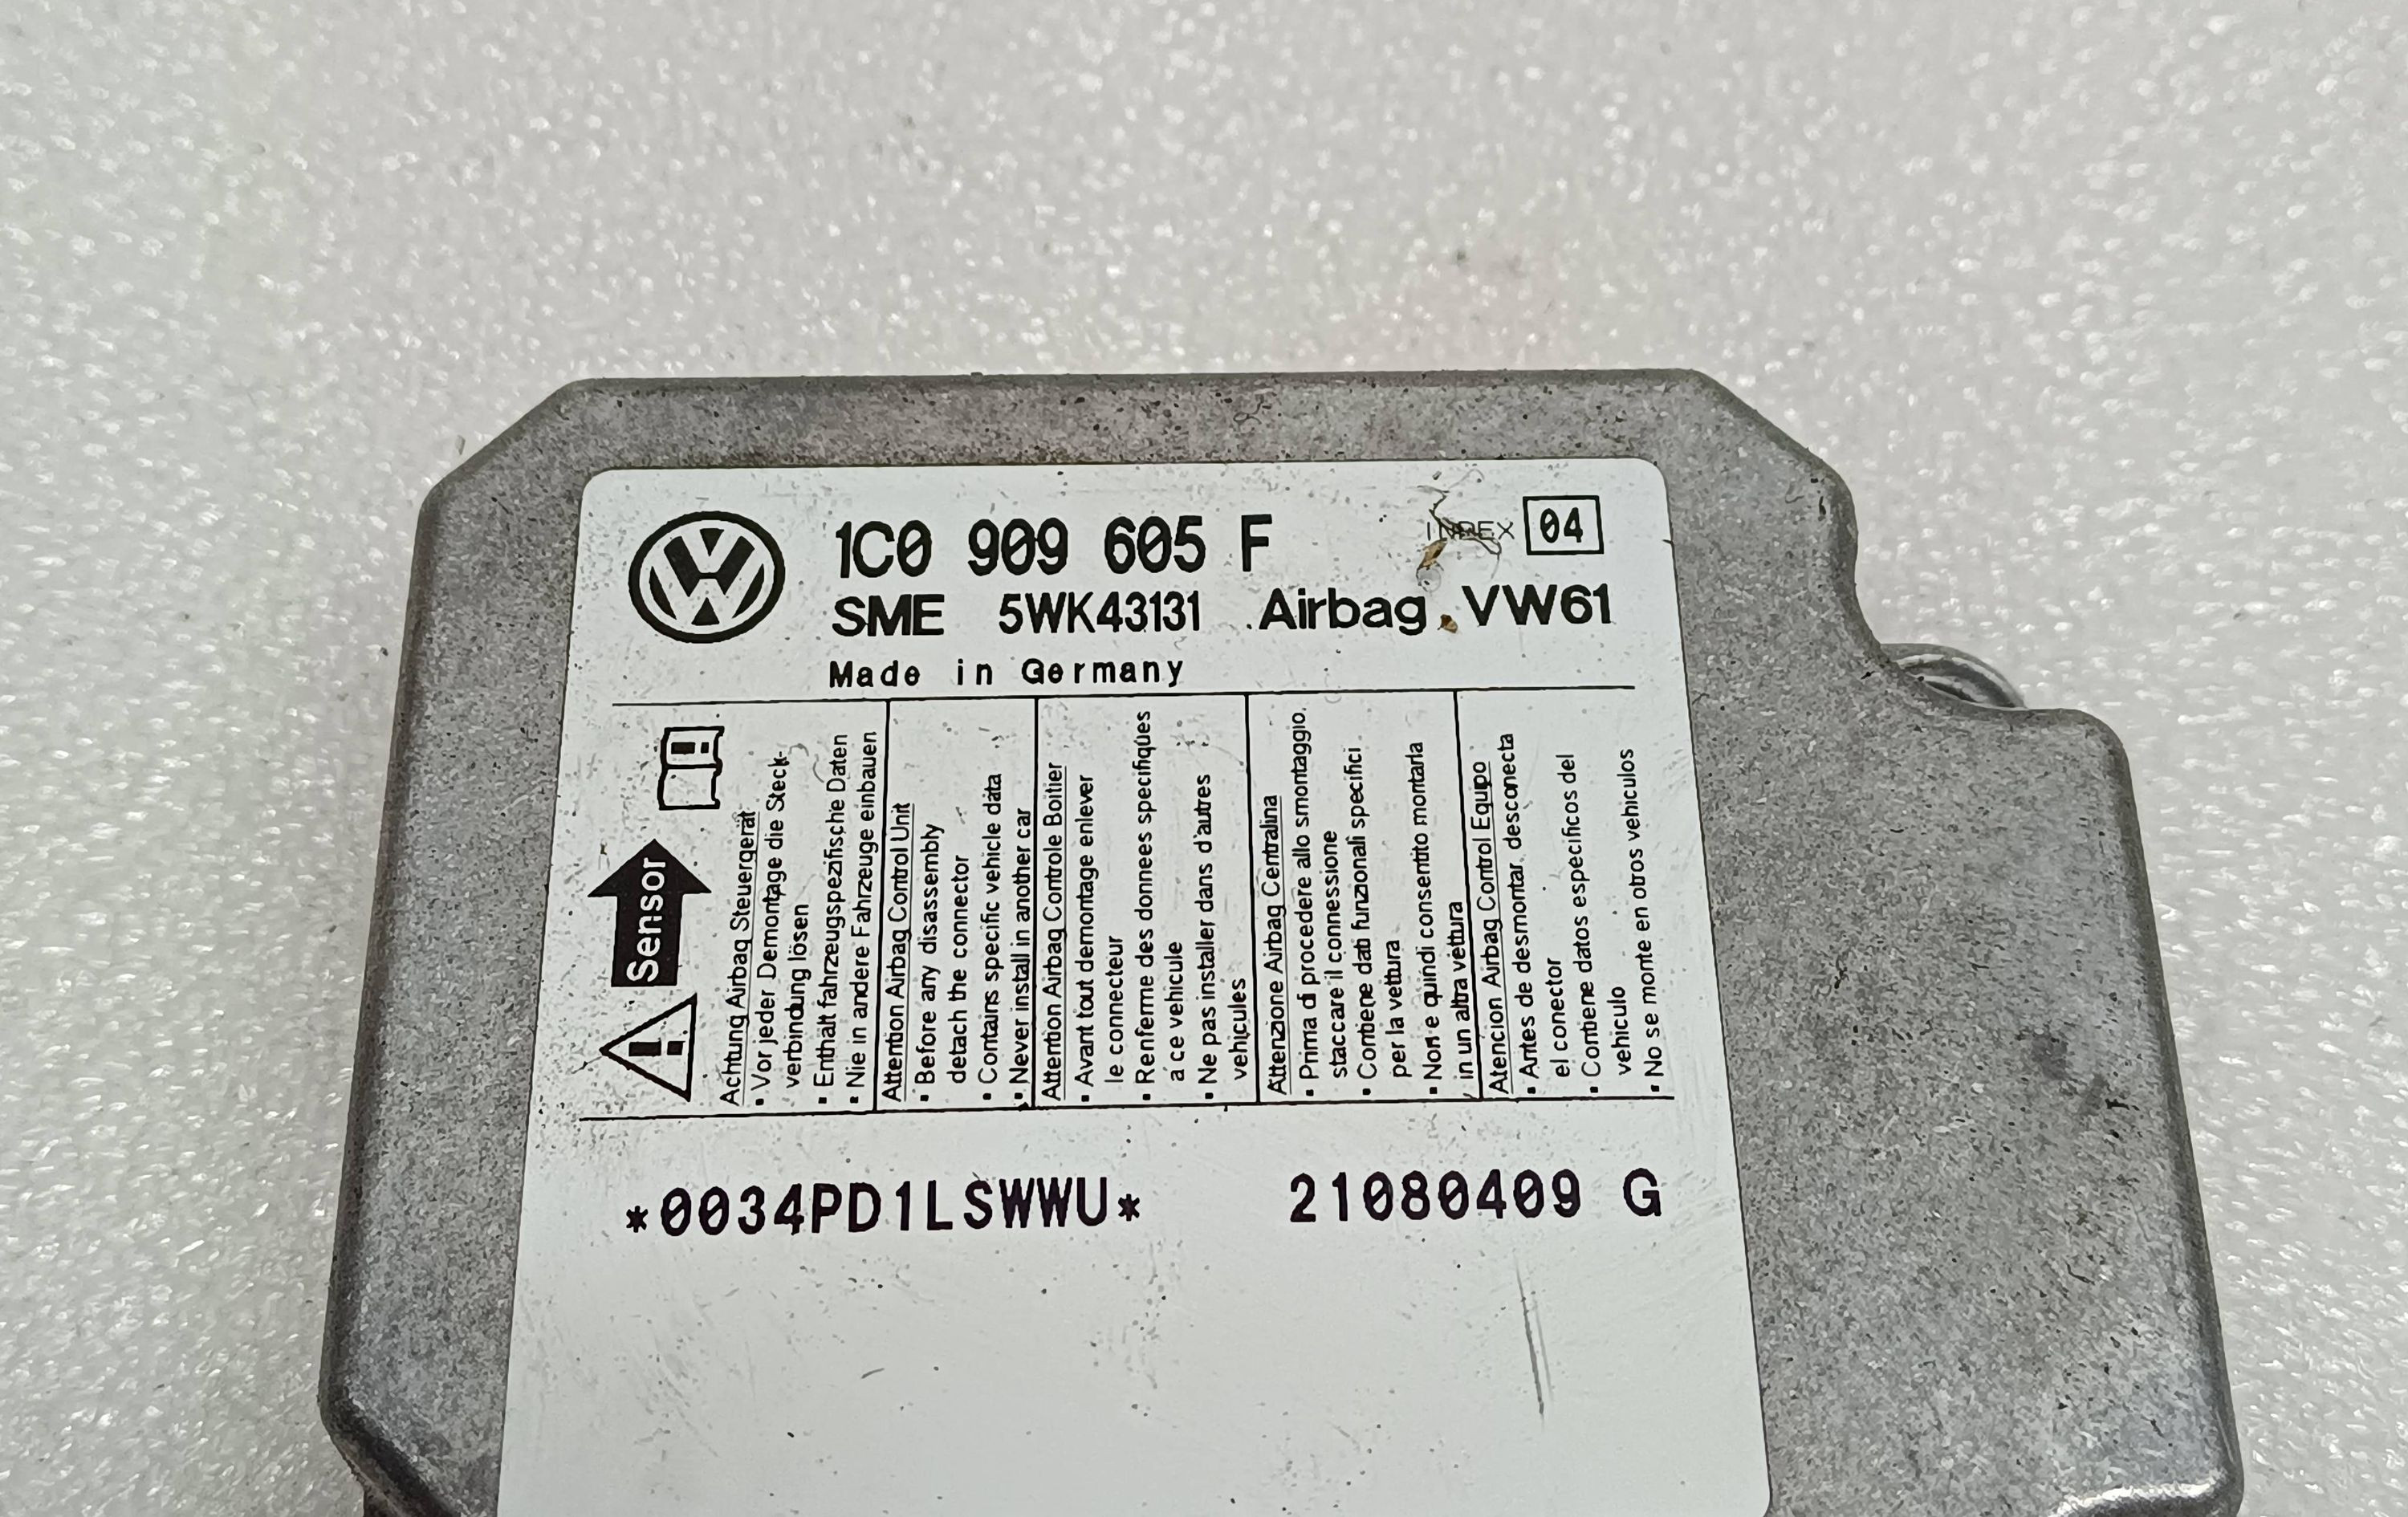 1C0 909 605 F INDEX 04
SME 5WK43131 Airbag VW61
Made in Germany
Sensor
Achtung Airbag Steuergerät
▪ Vor jeder Demontage die Steck-
verbindung lösen
▪ Enthält fahrzeugspezifische Daten
▪ Nie in andere Fahrzeuge einbauen
Attention Airbag Control Unit
▪ Before any disassembly
detach the connector
▪ Contains specific vehicle data
▪ Never install in another car
Attention Airbag Controle Boitier
▪ Avant tout demontage enlever
le connecteur
▪ Renferme des donnees specifiques
a ce vehicule
▪ Ne pas installer dans d'autres
vehicules
Attenzione Airbag Centralina
▪ Prima di procedere allo smontaggio
staccare il connessione
▪ Contiene dati funzionali specifici
per la vettura
▪ Non e quindi consentito montarla
in un altra vettura
Atencion Airbag Control Equipo
▪ Antes de desmontar desconecta
el conector
▪ Contiene datos especificos del
vehiculo
▪ No se monte en otros vehiculos
*0034PD1LSWWU* 21080409 G